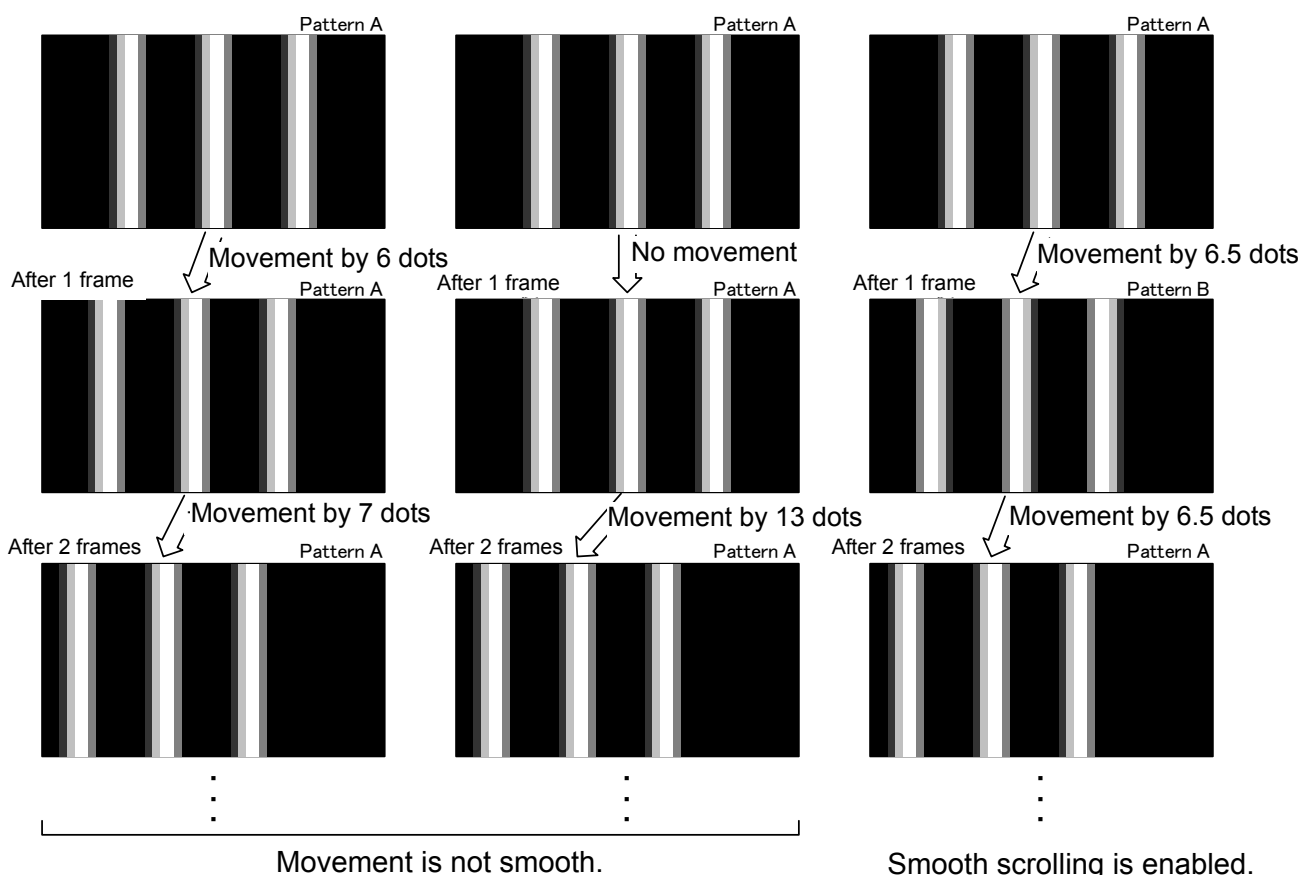 Pattern A
Pattern A
Pattern A
Movement by 6 dots
No movement
Movement by 6.5 dots
After 1 frame
Pattern A
After 1 frame
Pattern A
After 1 frame
Pattern B
Movement by 7 dots
Movement by 13 dots
Movement by 6.5 dots
After 2 frames
Pattern A
After 2 frames
Pattern A
After 2 frames
Pattern A
Movement is not smooth.
Smooth scrolling is enabled.